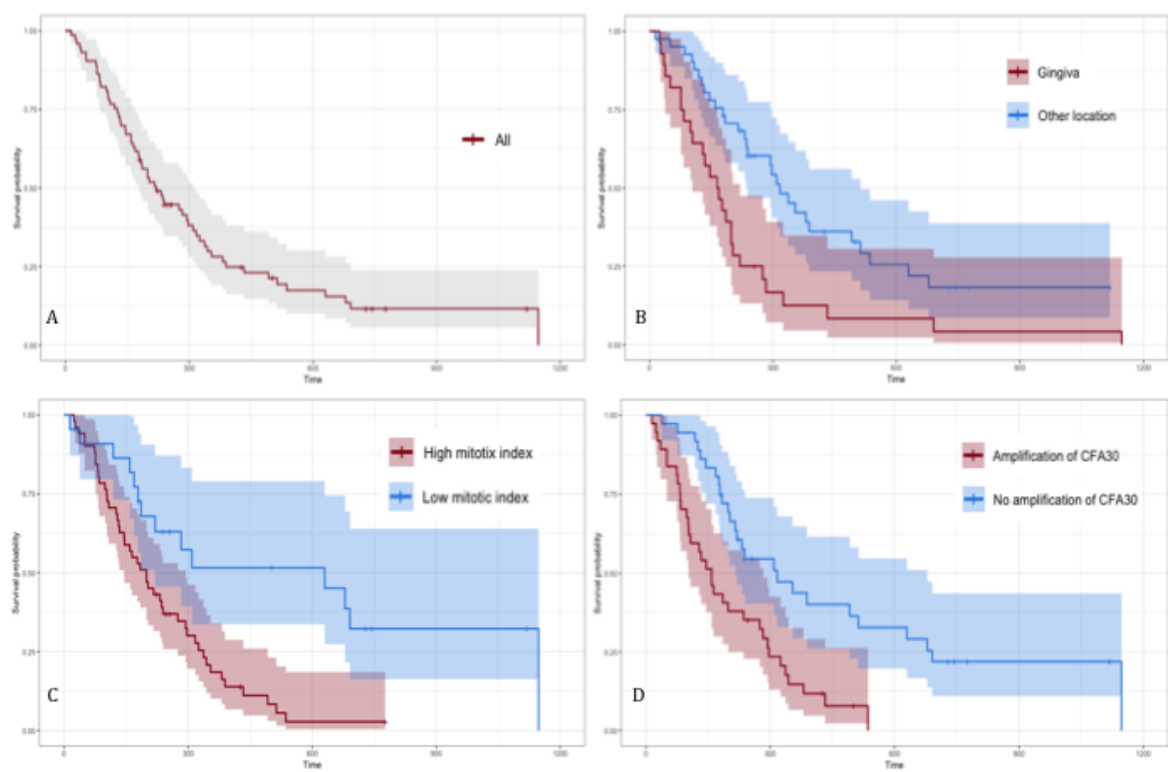 1.00
0.75
0.50
0.25
0.00
Survival probability
All
A
0
300
600
900
1200
Time
1.00
0.75
0.50
0.25
0.00
Survival probability
Gingiva
Other location
B
0
300
600
900
1200
Time
1.00
0.75
0.50
0.25
0.00
Survival probability
High mitotix index
Low mitotic index
C
0
300
600
900
1200
Time
1.00
0.75
0.50
0.25
0.00
Survival probability
Amplification of CFA30
No amplification of CFA30
D
0
300
600
900
1200
Time